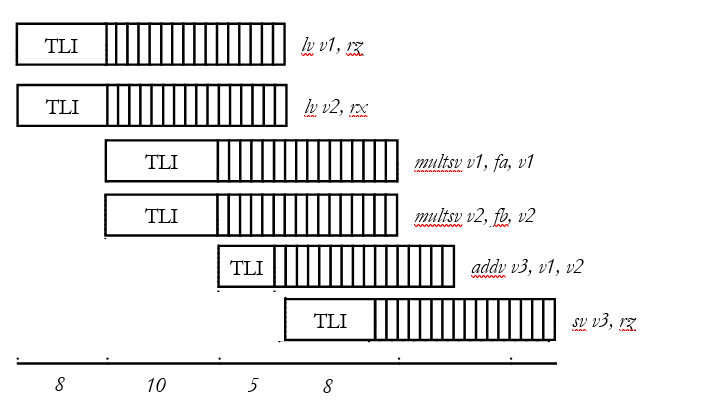 TLI lv v1, rz
TLI lv v2, rx
TLI multsv v1, fa, v1
TLI multsv v2, fb, v2
TLI addv v3, v1, v2
TLI sv v3, rz
8 10 5 8